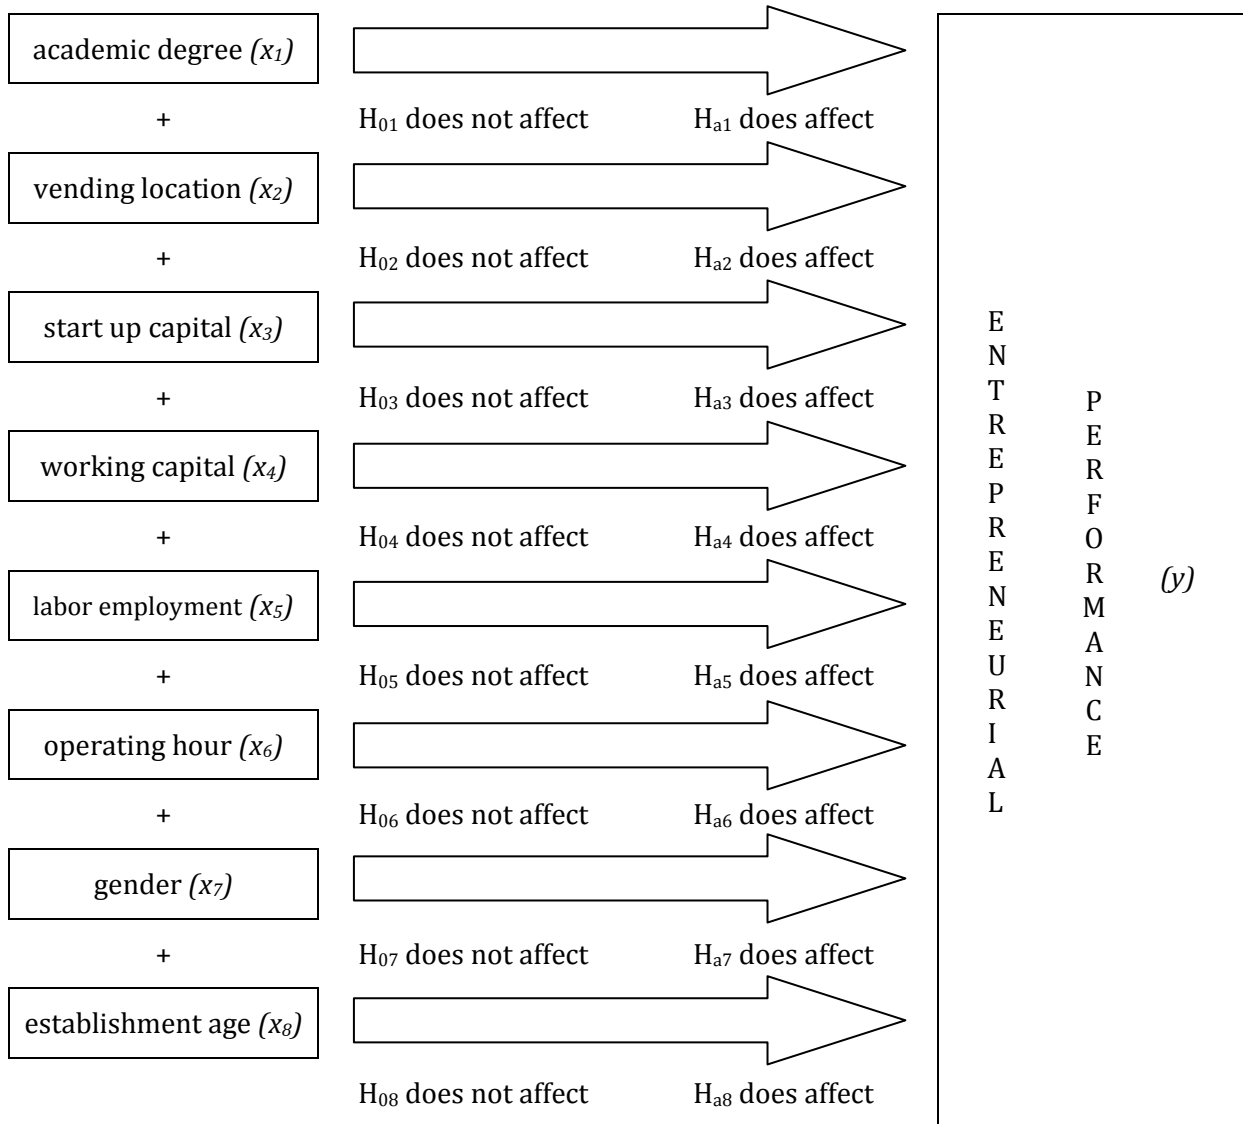 academic degree (x1)
+
H01 does not affect Ha1 does affect
vending location (x2)
+
H02 does not affect Ha2 does affect
start up capital (x3)
+
H03 does not affect Ha3 does affect
working capital (x4)
+
H04 does not affect Ha4 does affect
labor employment (x5)
+
H05 does not affect Ha5 does affect
operating hour (x6)
+
H06 does not affect Ha6 does affect
gender (x7)
+
H07 does not affect Ha7 does affect
establishment age (x8)
H08 does not affect Ha8 does affect
ENTREPRENEURIAL
PERFORMANCE
(y)